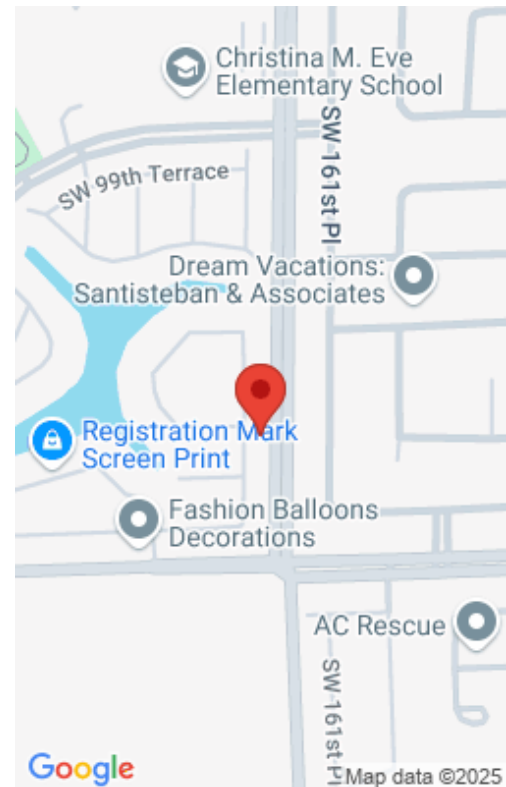 Christina M. Eve
Elementary School
SW 161st Pl
SW 99th Terrace
Dream Vacations:
Santisteban & Associates
Registration Mark
Screen Print
Fashion Balloons
Decorations
AC Rescue
SW 161st Pl
Google
Map data ©2025